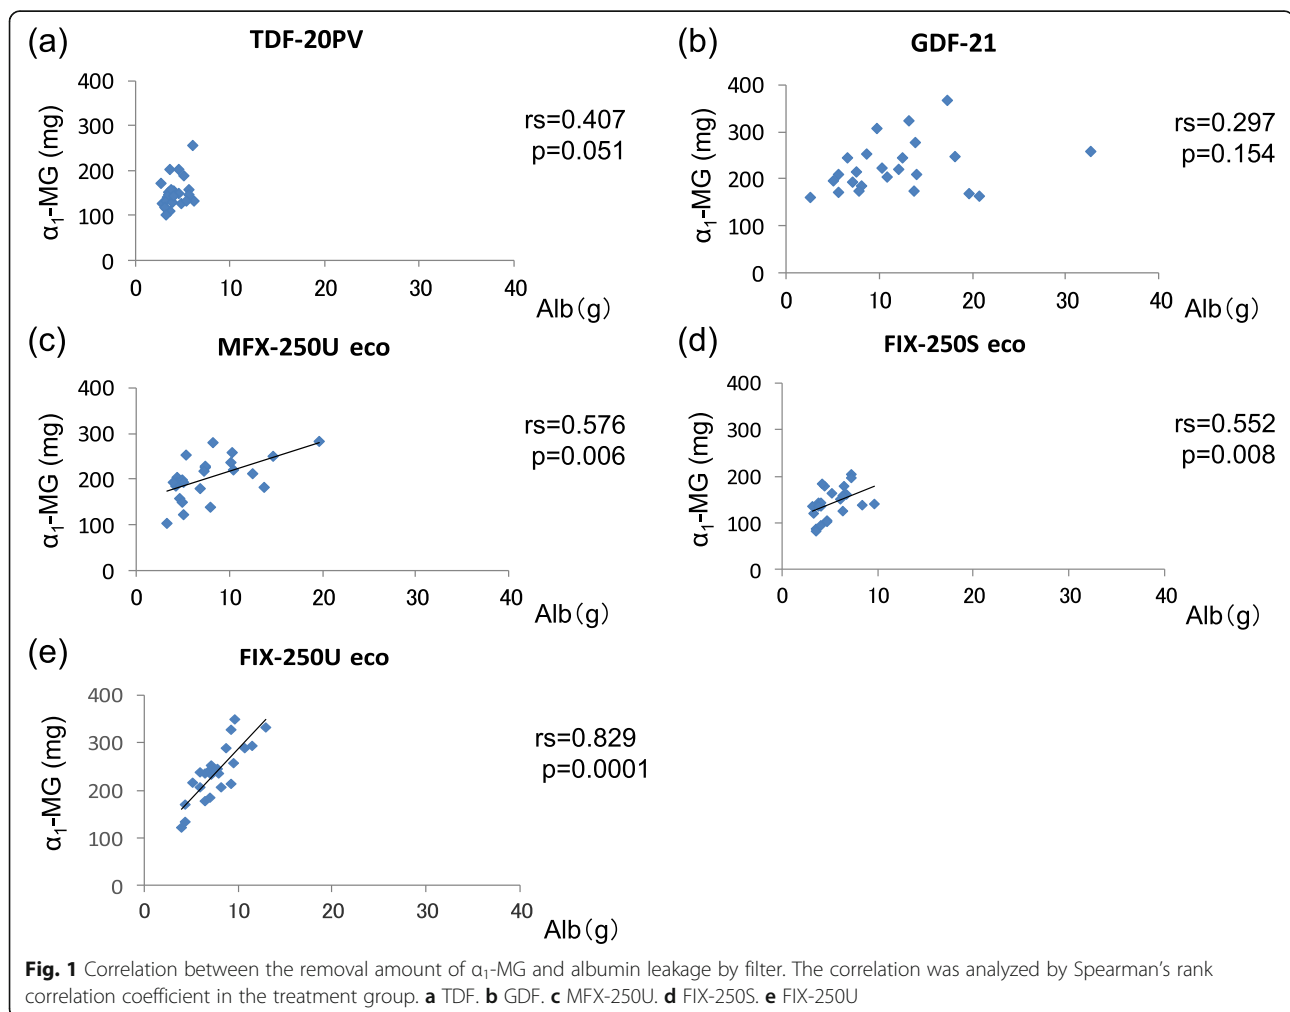 (a)
TDF-20PV
α₁-MG (mg)
400
300
200
100
0
0 10 20 30 40
Alb(g)
rs=0.407
p=0.051
(b)
GDF-21
α₁-MG (mg)
400
300
200
100
0
0 10 20 30 40
Alb(g)
rs=0.297
p=0.154
(c)
MFX-250U eco
α₁-MG (mg)
400
300
200
100
0
0 10 20 30 40
Alb(g)
rs=0.576
p=0.006
(d)
FIX-250S eco
α₁-MG (mg)
400
300
200
100
0
0 10 20 30 40
Alb(g)
rs=0.552
p=0.008
(e)
FIX-250U eco
α₁-MG (mg)
400
300
200
100
0
0 10 20 30 40
Alb(g)
rs=0.829
p=0.0001
Fig. 1 Correlation between the removal amount of α₁-MG and albumin leakage by filter. The correlation was analyzed by Spearman's rank
correlation coefficient in the treatment group. a TDF. b GDF. c MFX-250U. d FIX-250S. e FIX-250U